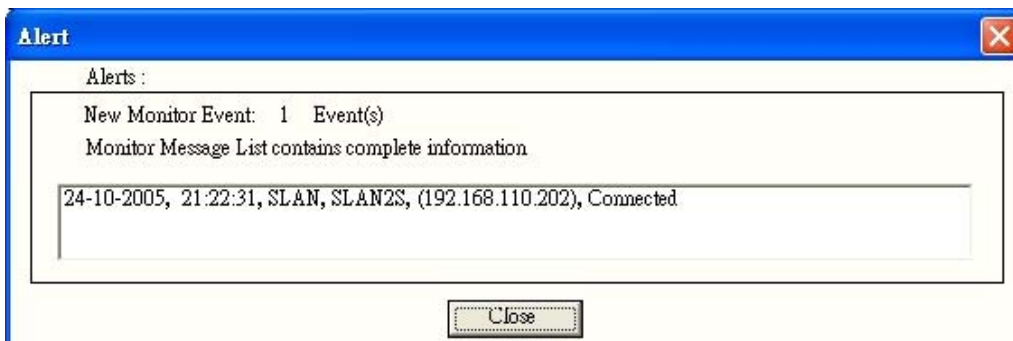 Alert
Alerts :
New Monitor Event: 1 Event(s)
Monitor Message List contains complete information
24-10-2005, 21:22:31, SLAN, SLAN2S, (192.168.110.202), Connected
Close